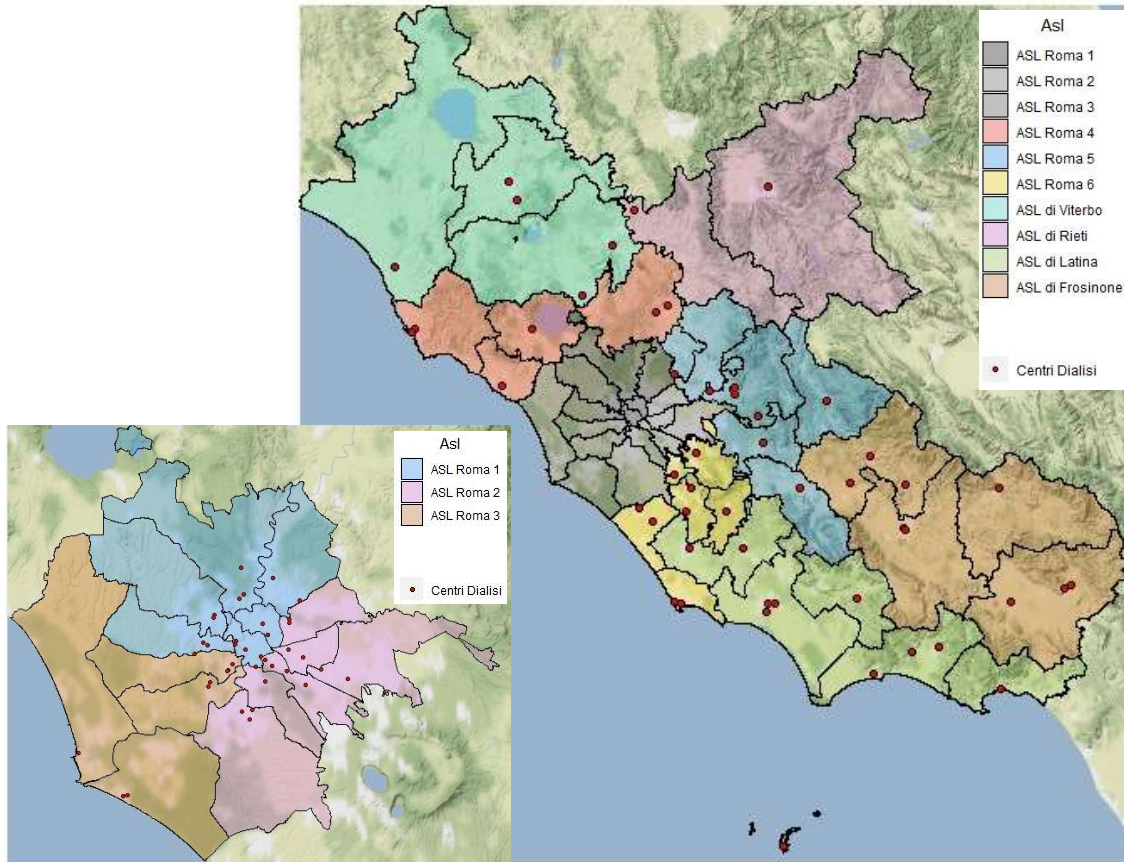 Asl
ASL Roma 1
ASL Roma 2
ASL Roma 3
ASL Roma 4
ASL Roma 5
ASL Roma 6
ASL di Viterbo
ASL di Rieti
ASL di Latina
ASL di Frosinone
Centri Dialisi
Asl
ASL Roma 1
ASL Roma 2
ASL Roma 3
Centri Dialisi